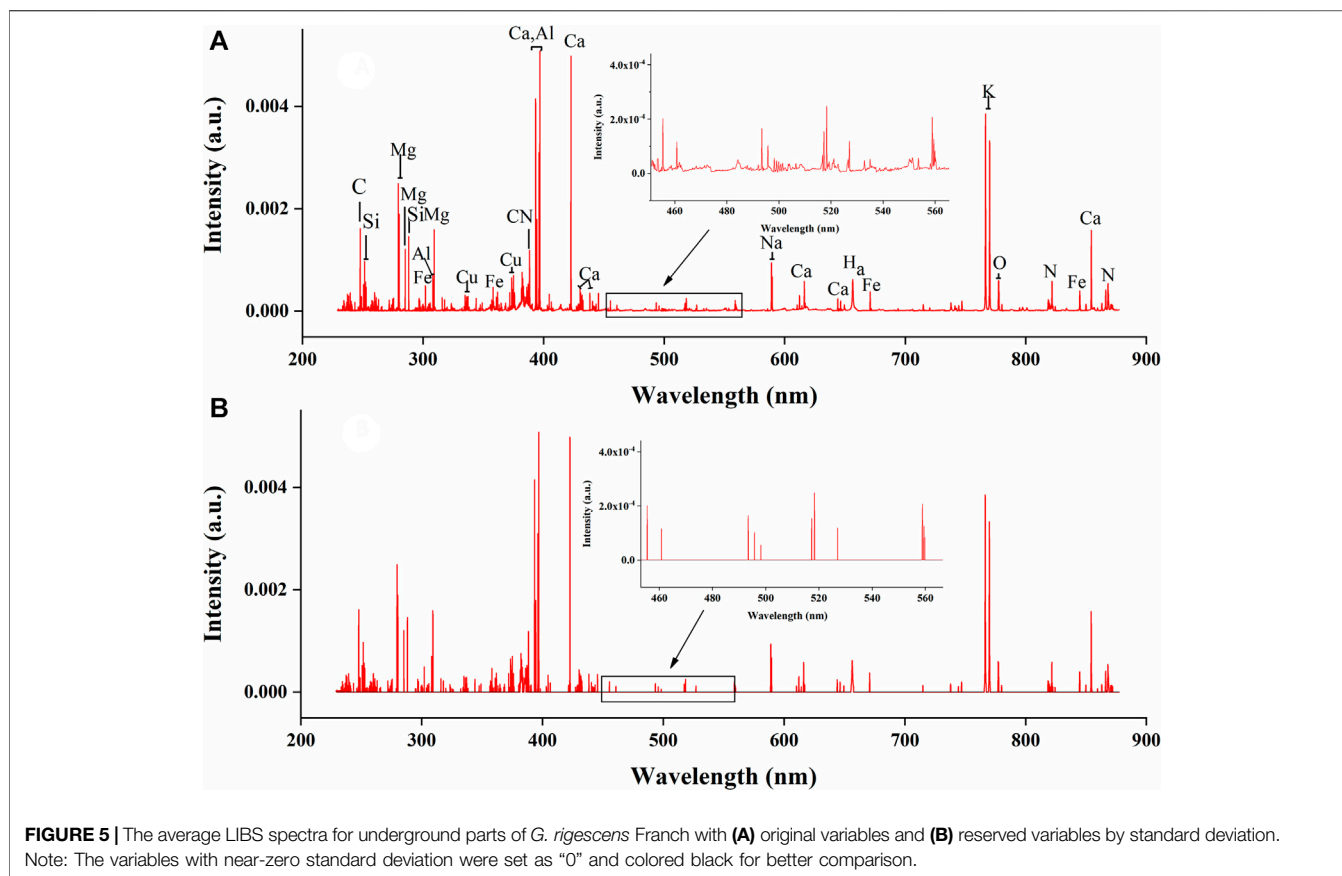 A
A
Intensity (a.u.)
0.004
0.002
0.000
C
Si
Mg
Mg
Si
Mg
Al
Fe
Cu
Fe
Cu
CN
Ca,Al
Ca
Ca
Na
Ca
Ca
Hₐ
Fe
K
O
N
Fe
Ca
N
Intensity (a.u.)
4.0x10⁻⁴
2.0x10⁻⁴
0.0
460 480 500 520 540 560
Wavelength (nm)
200 300 400 500 600 700 800 900
Wavelength (nm)
B
B
Intensity (a.u.)
0.004
0.002
0.000
Intensity (a.u.)
4.0x10⁻⁴
2.0x10⁻⁴
0.0
460 480 500 520 540 560
Wavelength (nm)
200 300 400 500 600 700 800 900
Wavelength (nm)
FIGURE 5 | The average LIBS spectra for underground parts of G. rigescens Franch with (A) original variables and (B) reserved variables by standard deviation.
Note: The variables with near-zero standard deviation were set as “0” and colored black for better comparison.